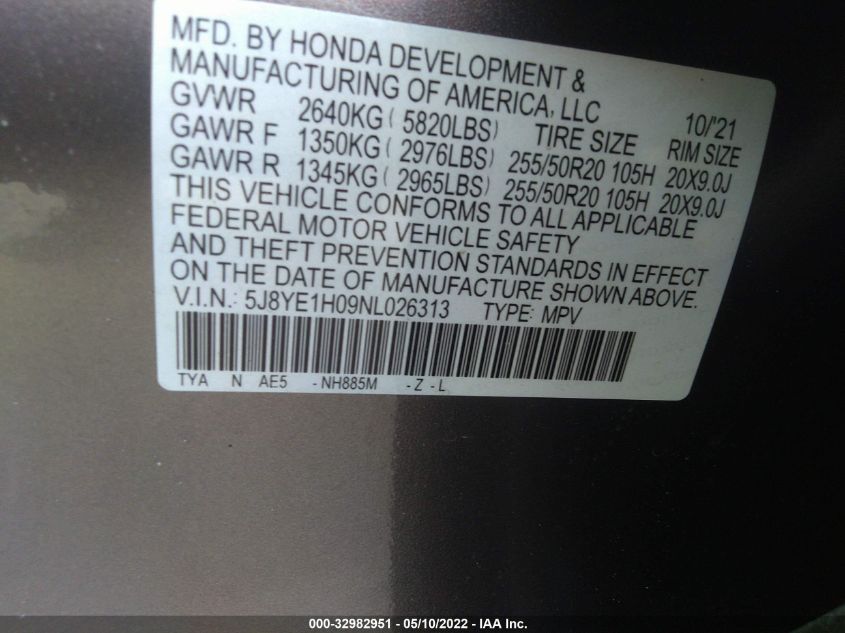 MFD. BY HONDA DEVELOPMENT &
MANUFACTURING OF AMERICA, LLC 10/'21
GVWR 2640KG ( 5820LBS) TIRE SIZE RIM SIZE
GAWR F 1350KG ( 2976LBS) 255/50R20 105H 20X9.0J
GAWR R 1345KG ( 2965LBS) 255/50R20 105H 20X9.0J
THIS VEHICLE CONFORMS TO ALL APPLICABLE
FEDERAL MOTOR VEHICLE SAFETY
AND THEFT PREVENTION STANDARDS IN EFFECT
ON THE DATE OF MANUFACTURE SHOWN ABOVE.
V.I.N.: 5J8YE1H09NL026313 TYPE: MPV
TYA N AE5 - NH885M - Z - L
000-32982951 - 05/10/2022 - IAA Inc.